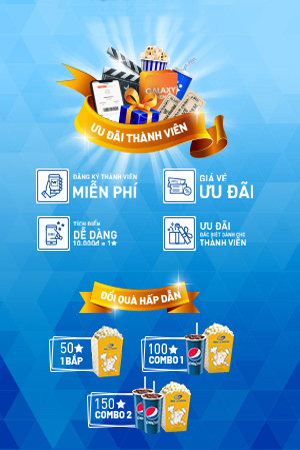 GALAXY
ƯU ĐÃI THÀNH VIÊN
ĐĂNG KÝ THÀNH VIÊN
MIỄN PHÍ
GIÁ VÉ
ƯU ĐÃI
TÍCH ĐIỂM
DỄ DÀNG
10.000đ = 1★
ƯU ĐÃI
ĐẶC BIỆT DÀNH CHO
THÀNH VIÊN
ĐỔI QUÀ HẤP DẪN
50★
1 BẮP
100★
COMBO 1
150★
COMBO 2
pepsi